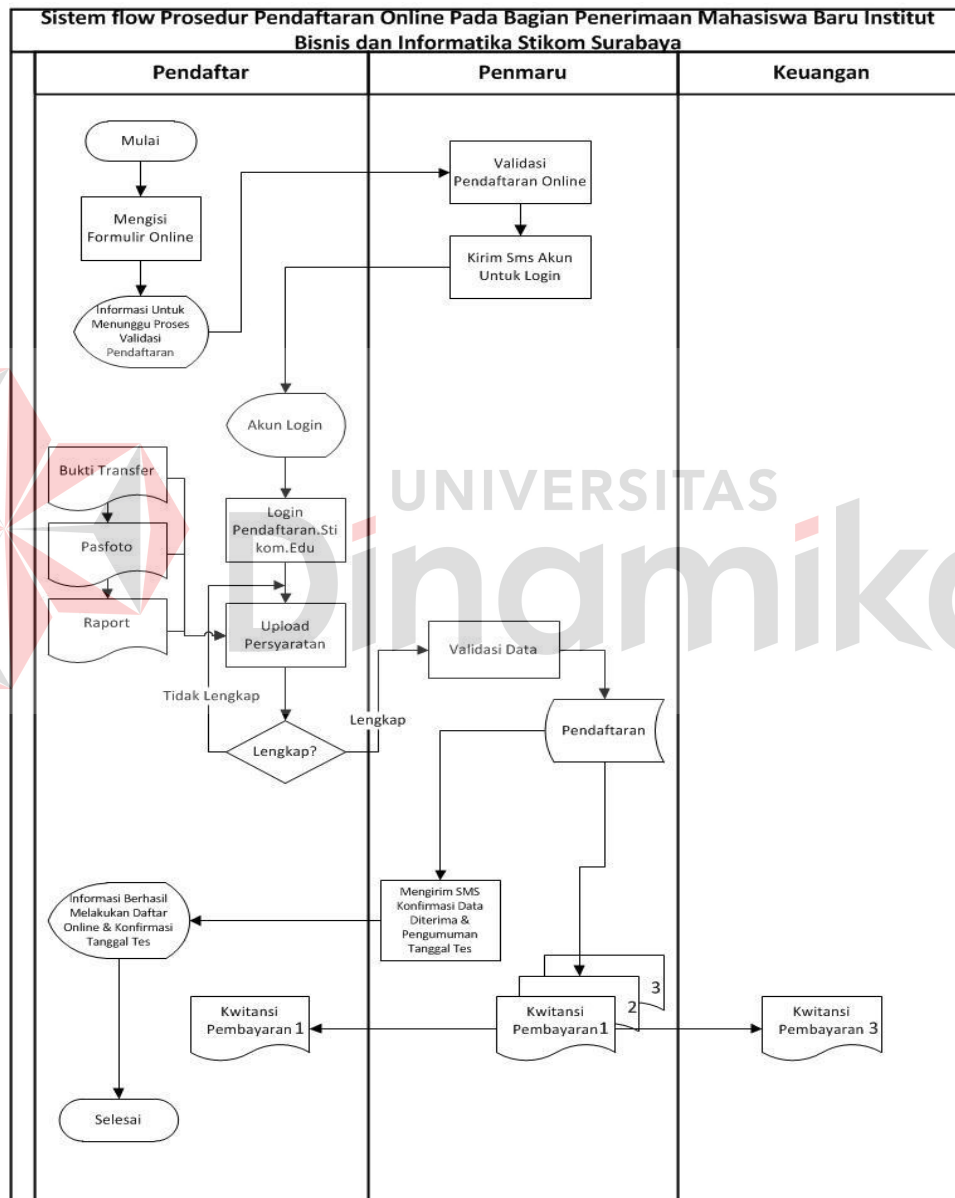 Sistem flow Prosedur Pendaftaran Online Pada Bagian Penerimaan Mahasiswa Baru Institut
Bisnis dan Informatika Stikom Surabaya
Pendaftar
Penmaru
Keuangan
Mulai
Mengisi
Formulir Online
Informasi Untuk
Menunggu Proses
Validasi
Pendaftaran
Validasi
Pendaftaran Online
Kirim Sms Akun
Untuk Login
Akun Login
Bukti Transfer
Pasfoto
Raport
Login
Pendaftaran.Sti
kom.Edu
Upload
Persyaratan
Tidak Lengkap
Lengkap?
Lengkap
Validasi Data
Pendaftaran
Mengirim SMS
Konfirmasi Data
Diterima &
Pengumuman
Tanggal Tes
Informasi Berhasil
Melakukan Daftar
Online & Konfirmasi
Tanggal Tes
Kwitansi
Pembayaran 1
3
2
Kwitansi
Pembayaran 1
Kwitansi
Pembayaran 3
Selesai
UNIVERSITAS
Dinamika